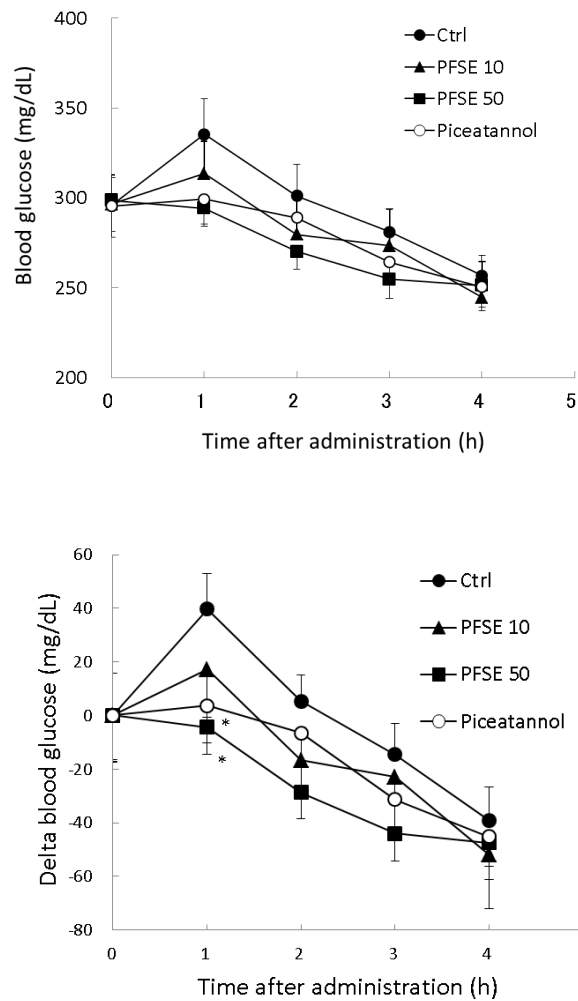 400
350
300
250
200
Blood glucose (mg/dL)
Ctrl
PFSE 10
PFSE 50
Piceatannol
0 1 2 3 4 5
Time after administration (h)
60
40
20
0
-20
-40
-60
-80
Delta blood glucose (mg/dL)
Ctrl
PFSE 10
PFSE 50
Piceatannol
*
*
0 1 2 3 4
Time after administration (h)